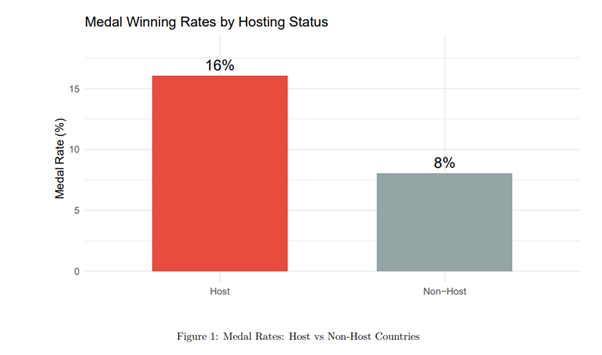 Medal Winning Rates by Hosting Status
16%
15
10
8%
5
0
Medal Rate (%)
Host
Non−Host
Figure 1: Medal Rates: Host vs Non-Host Countries